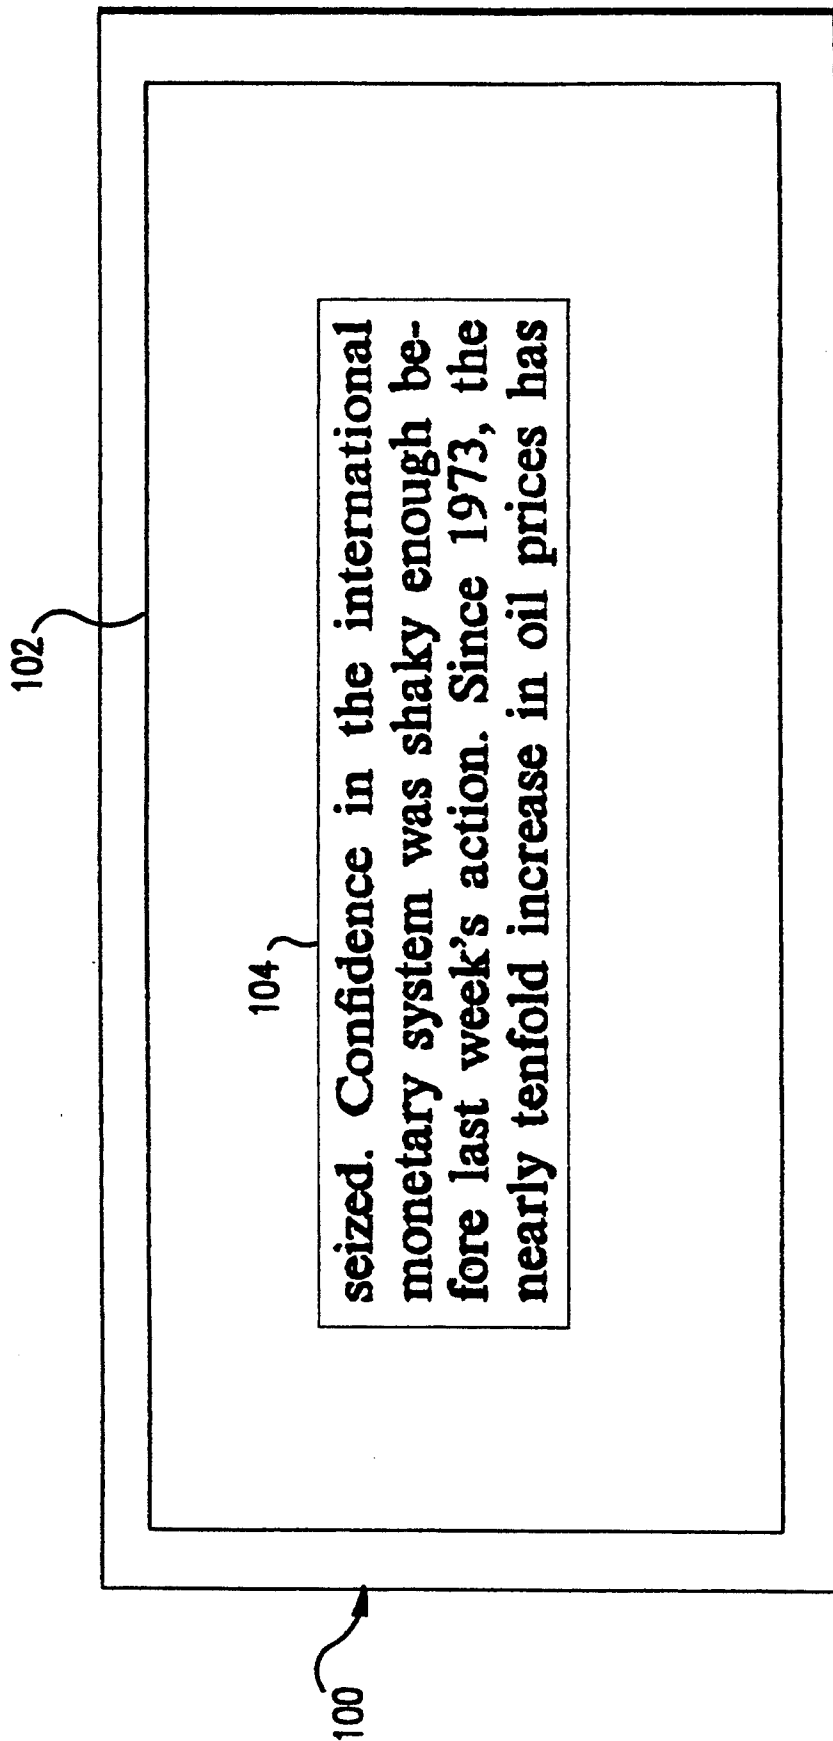 102
104
seized. Confidence in the international
monetary system was shaky enough be-
fore last week's action. Since 1973, the
nearly tenfold increase in oil prices has
100